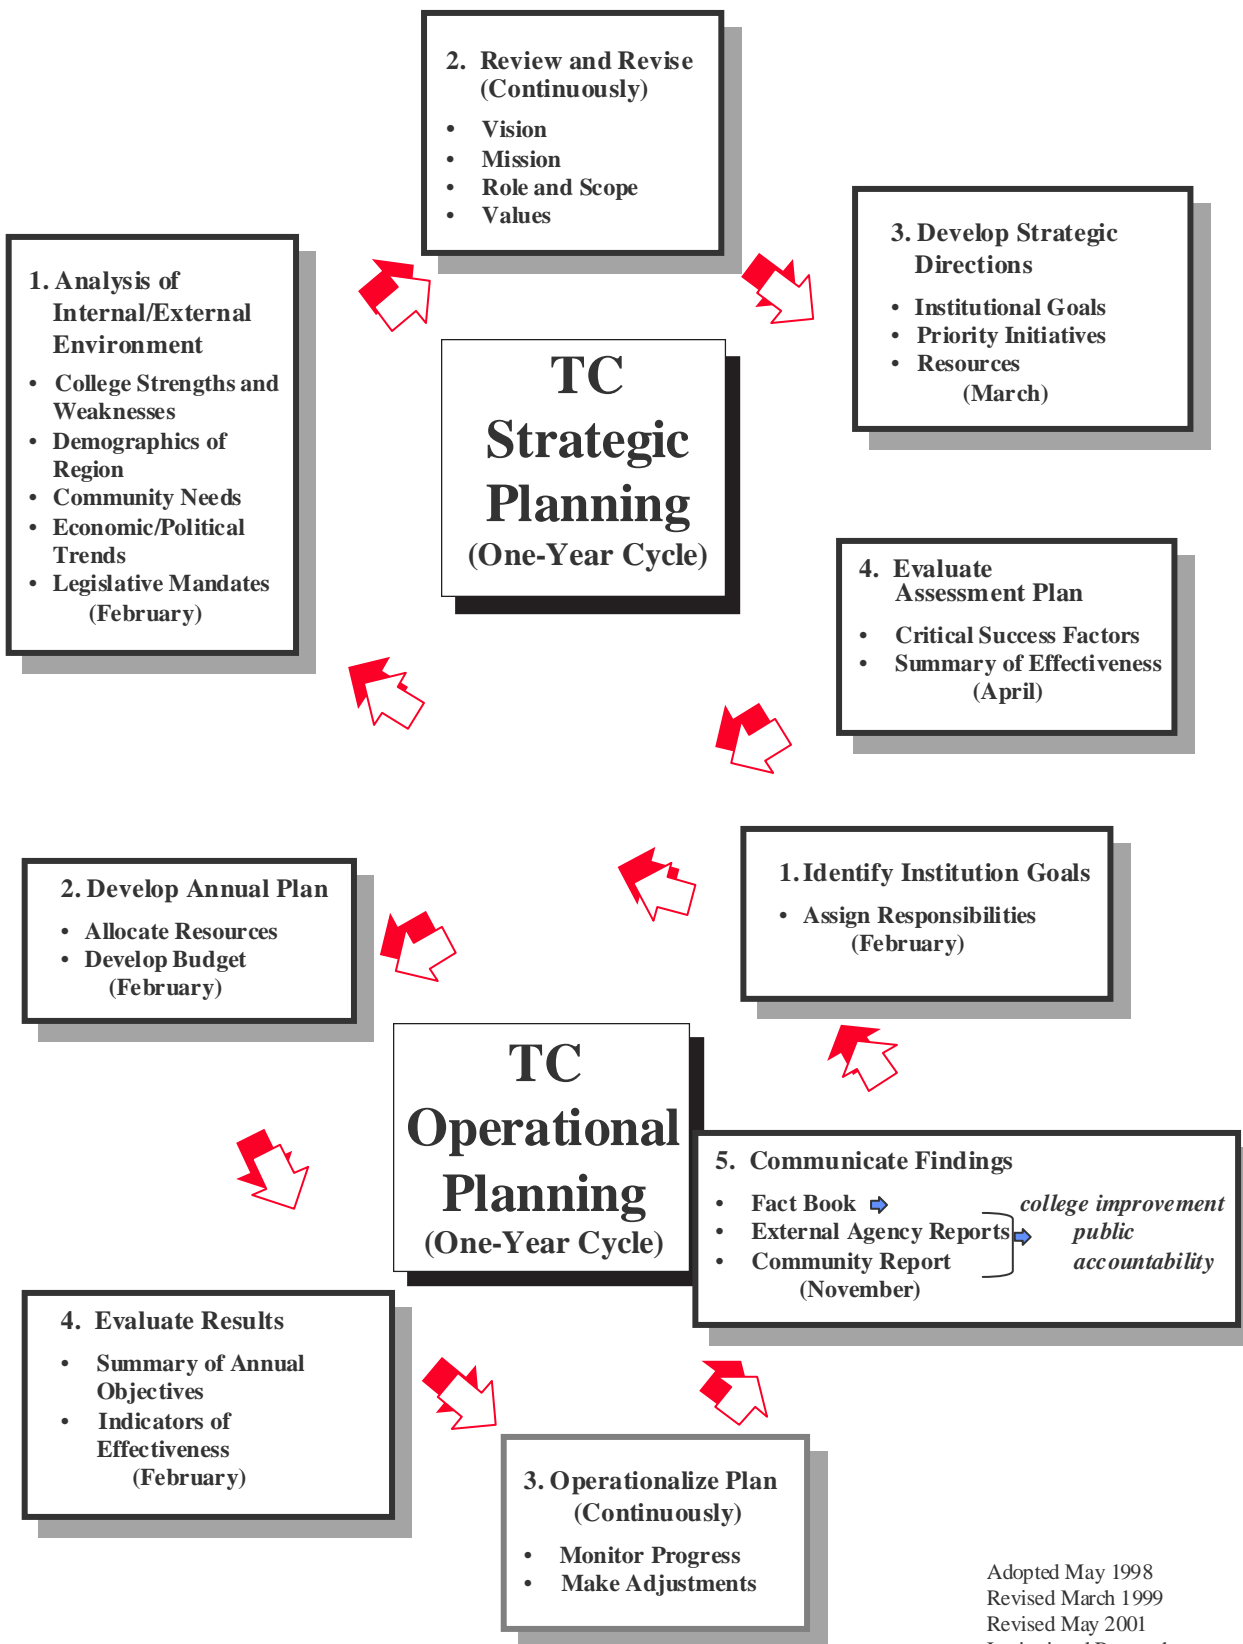 2. Review and Revise
(Continuously)
• Vision
• Mission
• Role and Scope
• Values
3. Develop Strategic
Directions
• Institutional Goals
• Priority Initiatives
• Resources
(March)
1. Analysis of
Internal/External
Environment
• College Strengths and
Weaknesses
• Demographics of
Region
• Community Needs
• Economic/Political
Trends
• Legislative Mandates
(February)
TC
Strategic
Planning
(One-Year Cycle)
4. Evaluate
Assessment Plan
• Critical Success Factors
• Summary of Effectiveness
(April)
1. Identify Institution Goals
• Assign Responsibilities
(February)
2. Develop Annual Plan
• Allocate Resources
• Develop Budget
(February)
TC
Operational
Planning
(One-Year Cycle)
5. Communicate Findings
• Fact Book college improvement
• External Agency Reports public
• Community Report accountability
(November)
4. Evaluate Results
• Summary of Annual
Objectives
• Indicators of
Effectiveness
(February)
3. Operationalize Plan
(Continuously)
• Monitor Progress
• Make Adjustments
Adopted May 1998
Revised March 1999
Revised May 2001